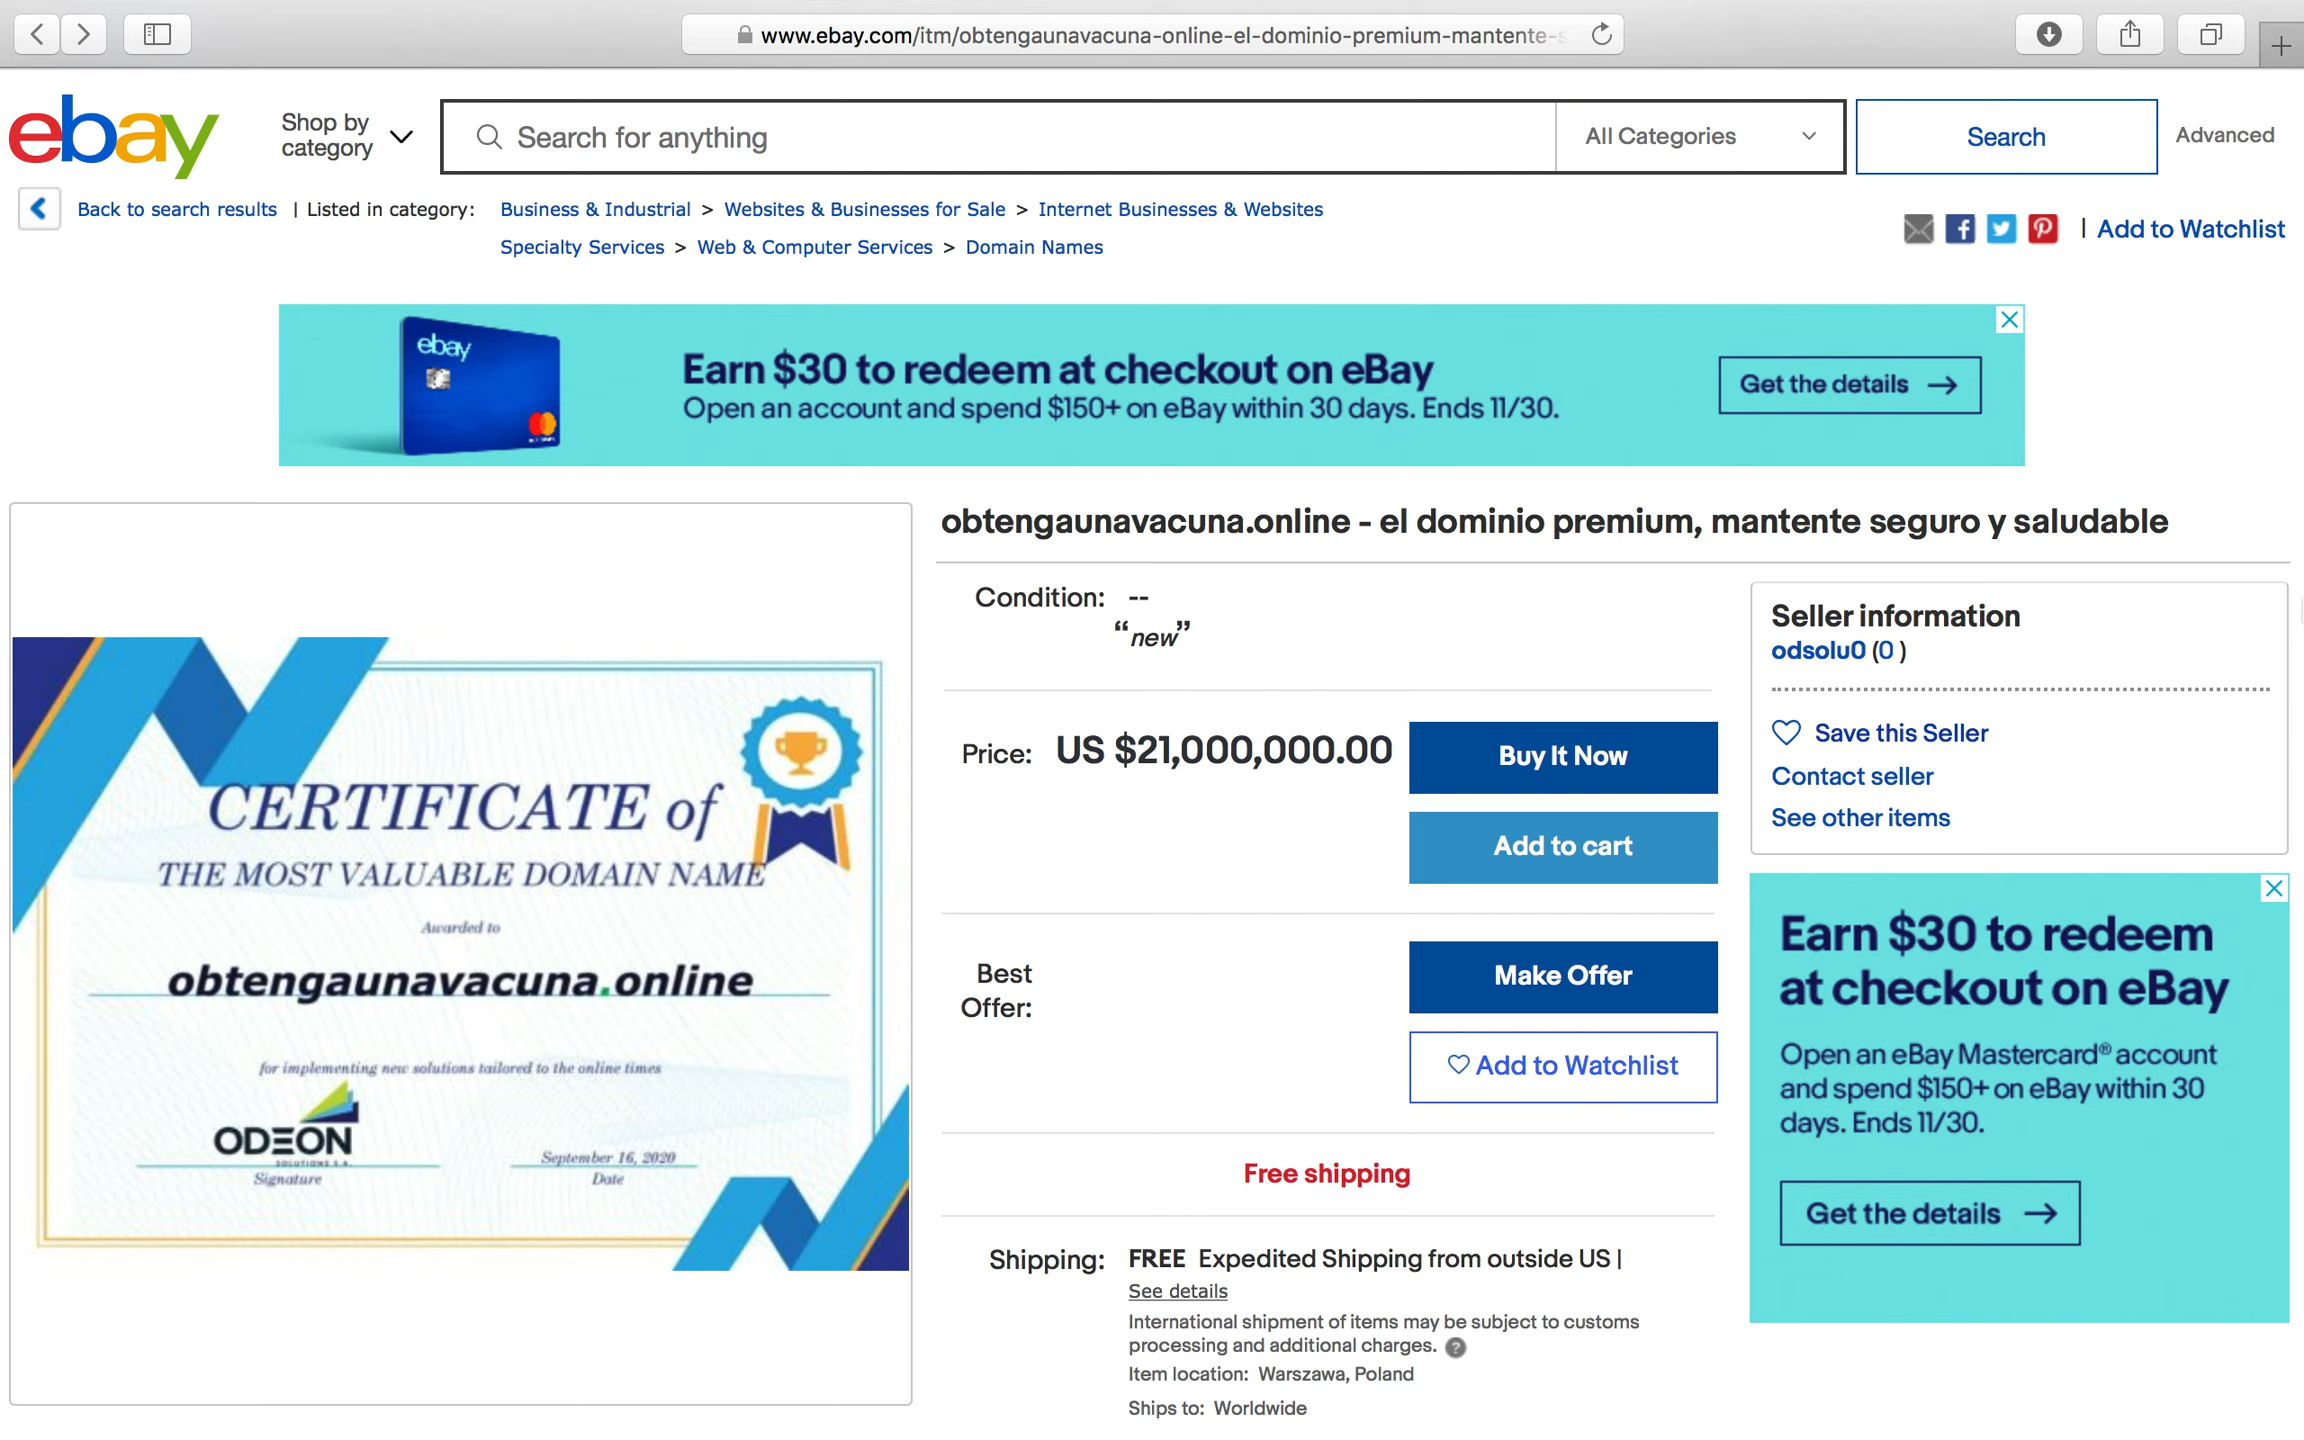 www.ebay.com/itm/obtengaunavacuna-online-el-dominio-premium-mantente-s
ebay
Shop by
category
Search for anything
All Categories
Search
Advanced
Back to search results | Listed in category: Business & Industrial > Websites & Businesses for Sale > Internet Businesses & Websites
Specialty Services > Web & Computer Services > Domain Names
| Add to Watchlist
ebay
Earn $30 to redeem at checkout on eBay
Open an account and spend $150+ on eBay within 30 days. Ends 11/30.
Get the details →
CERTIFICATE of
THE MOST VALUABLE DOMAIN NAME
Awarded to
obtengaunavacuna.online
for implementing new solutions tailored to the online times
ODEON
SOLUTIONS S.A.
Signature
September 16, 2020
Date
obtengaunavacuna.online - el dominio premium, mantente seguro y saludable
Condition: --
“new”
Price: US $21,000,000.00
Buy It Now
Add to cart
Best
Offer:
Make Offer
Add to Watchlist
Free shipping
Shipping: FREE Expedited Shipping from outside US |
See details
International shipment of items may be subject to customs
processing and additional charges. ?
Item location: Warszawa, Poland
Ships to: Worldwide
Seller information
odsolu0 (0 )
Save this Seller
Contact seller
See other items
Earn $30 to redeem
at checkout on eBay
Open an eBay Mastercard® account
and spend $150+ on eBay within 30
days. Ends 11/30.
Get the details →